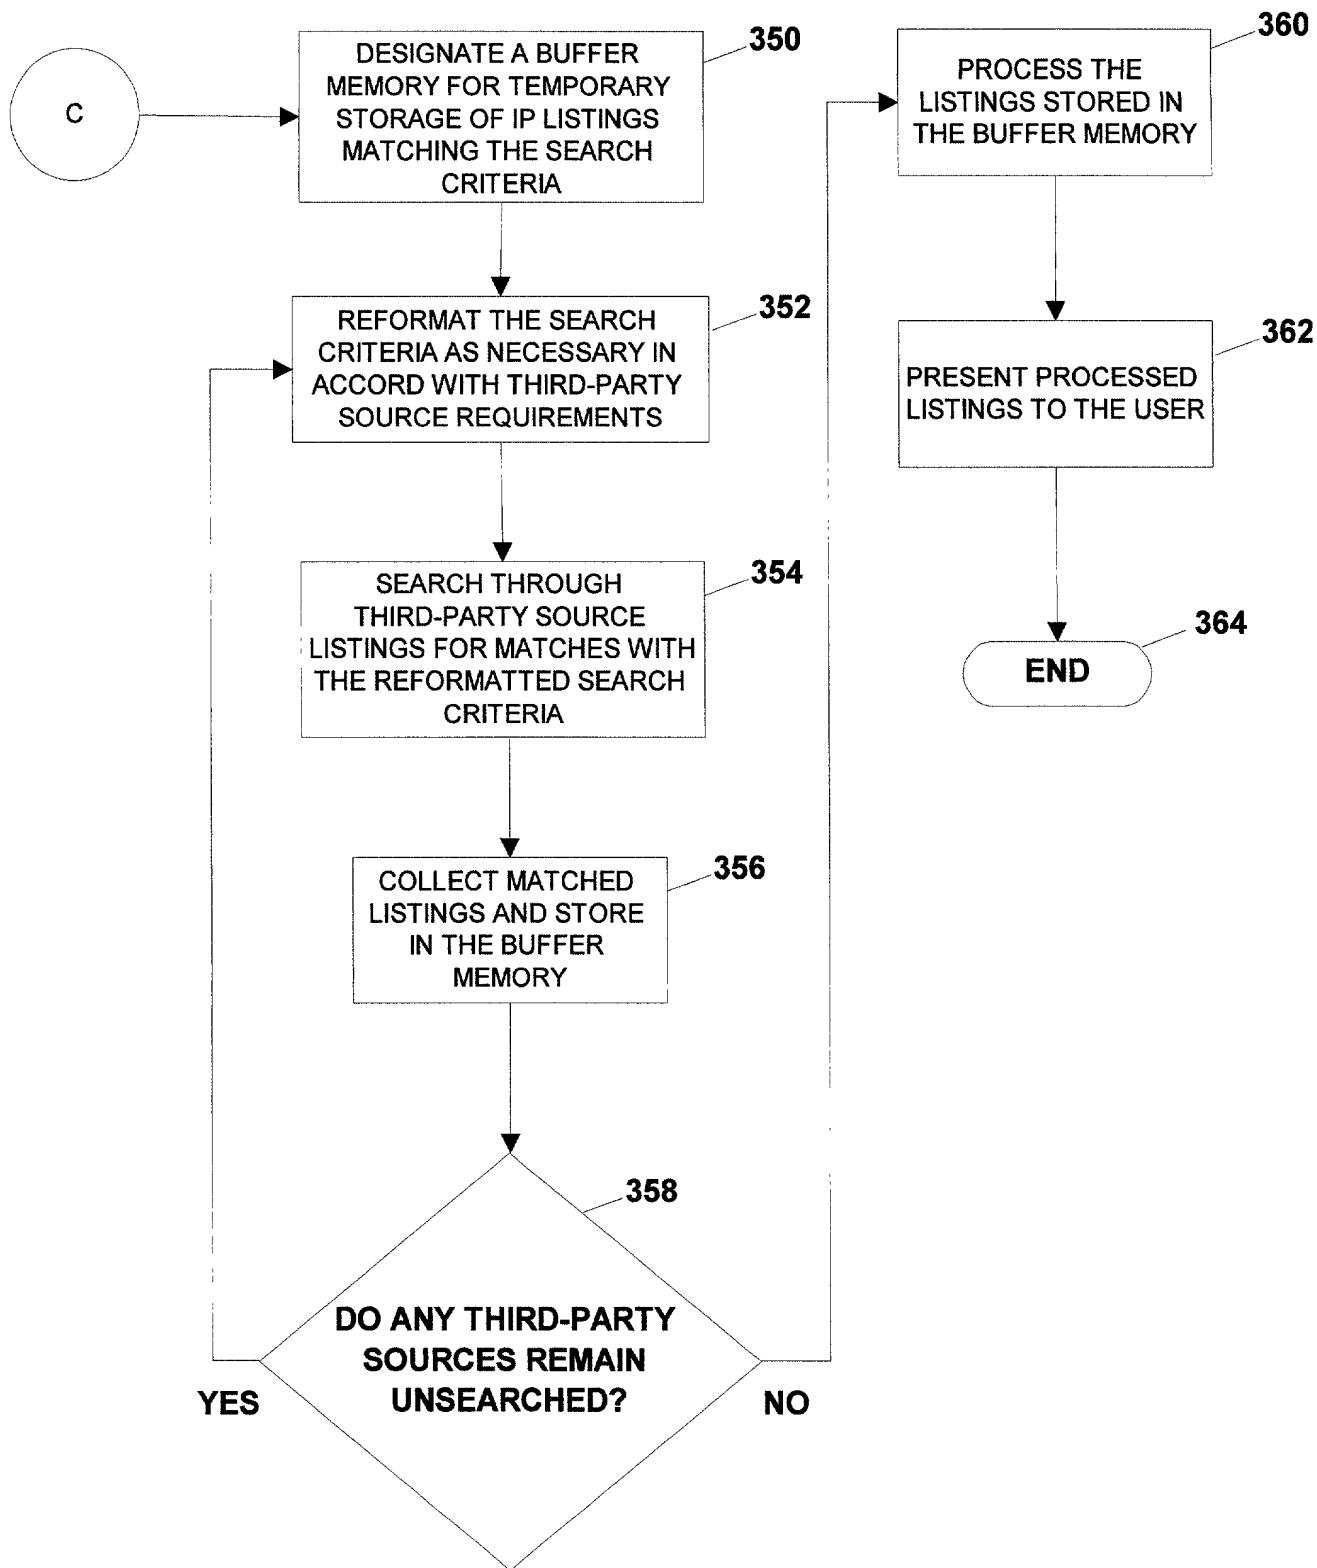 C
DESIGNATE A BUFFER
MEMORY FOR TEMPORARY
STORAGE OF IP LISTINGS
MATCHING THE SEARCH
CRITERIA
350
REFORMAT THE SEARCH
CRITERIA AS NECESSARY IN
ACCORD WITH THIRD-PARTY
SOURCE REQUIREMENTS
352
SEARCH THROUGH
THIRD-PARTY SOURCE
LISTINGS FOR MATCHES WITH
THE REFORMATTED SEARCH
CRITERIA
354
COLLECT MATCHED
LISTINGS AND STORE
IN THE BUFFER
MEMORY
356
358
DO ANY THIRD-PARTY
SOURCES REMAIN
UNSEARCHED?
YES
NO
360
PROCESS THE
LISTINGS STORED IN
THE BUFFER MEMORY
362
PRESENT PROCESSED
LISTINGS TO THE USER
364
END